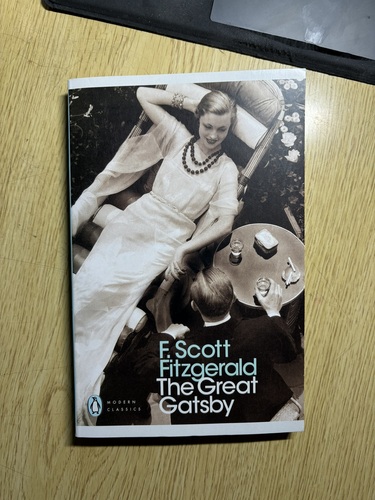 F. Scott
Fitzgerald
The Great
Gatsby
MODERN
CLASSICS